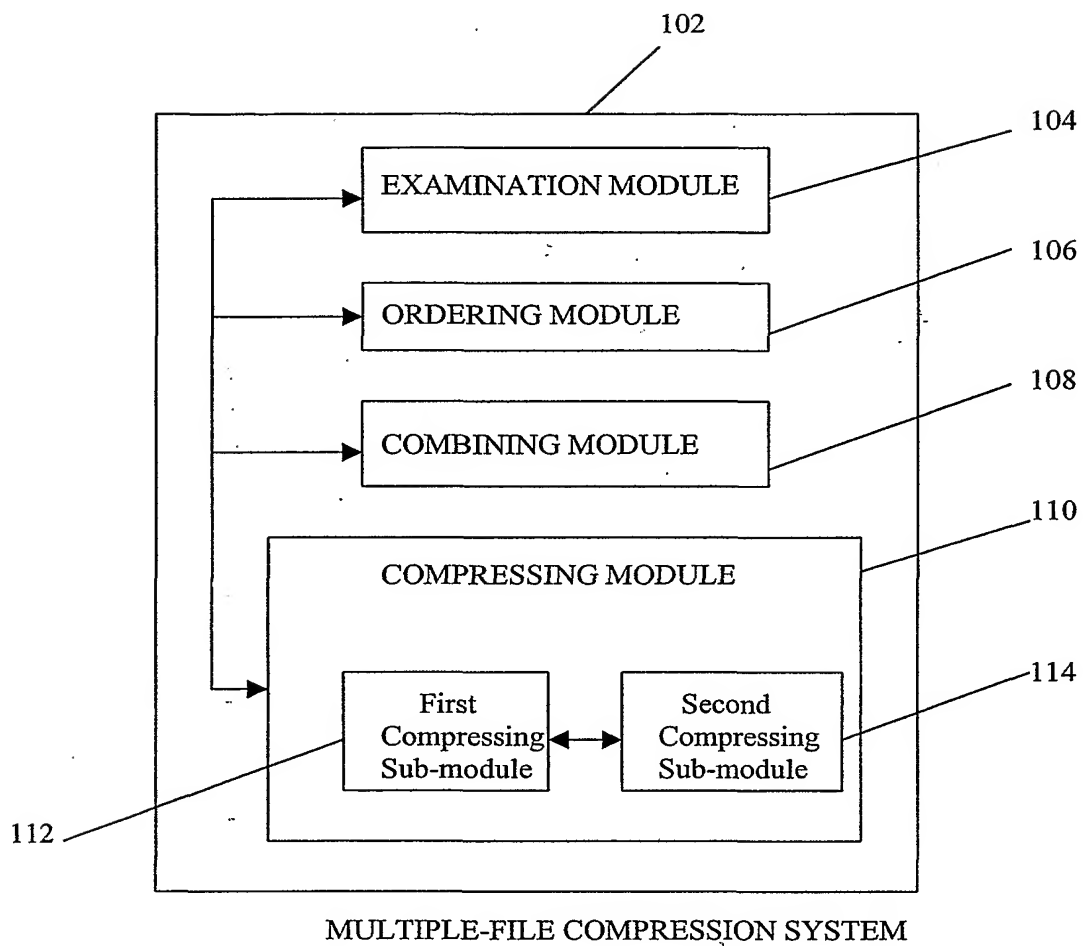 102
104
EXAMINATION MODULE
106
ORDERING MODULE
108
COMBINING MODULE
110
COMPRESSING MODULE
114
First
Compressing
Sub-module
Second
Compressing
Sub-module
112
MULTIPLE-FILE COMPRESSION SYSTEM